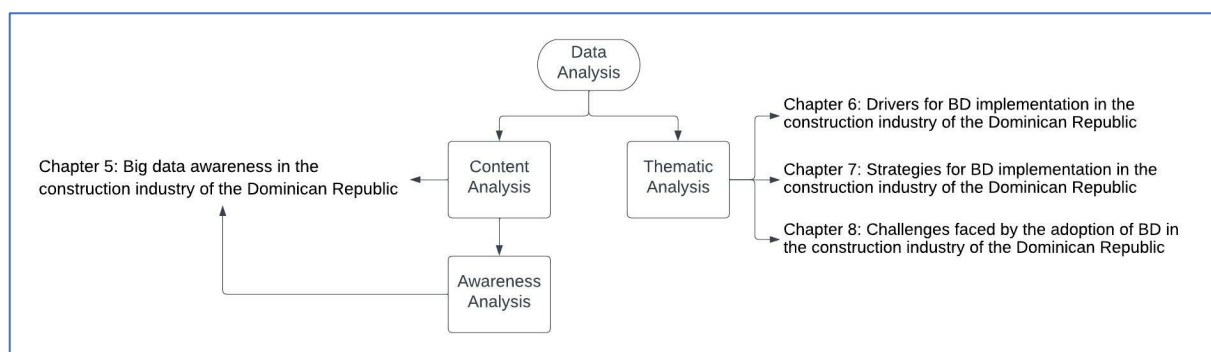 Data
Analysis
Content
Analysis
Thematic
Analysis
Awareness
Analysis
Chapter 5: Big data awareness in the
construction industry of the Dominican Republic
Chapter 6: Drivers for BD implementation in the
construction industry of the Dominican Republic
Chapter 7: Strategies for BD implementation in the
construction industry of the Dominican Republic
Chapter 8: Challenges faced by the adoption of BD in
the construction industry of the Dominican Republic